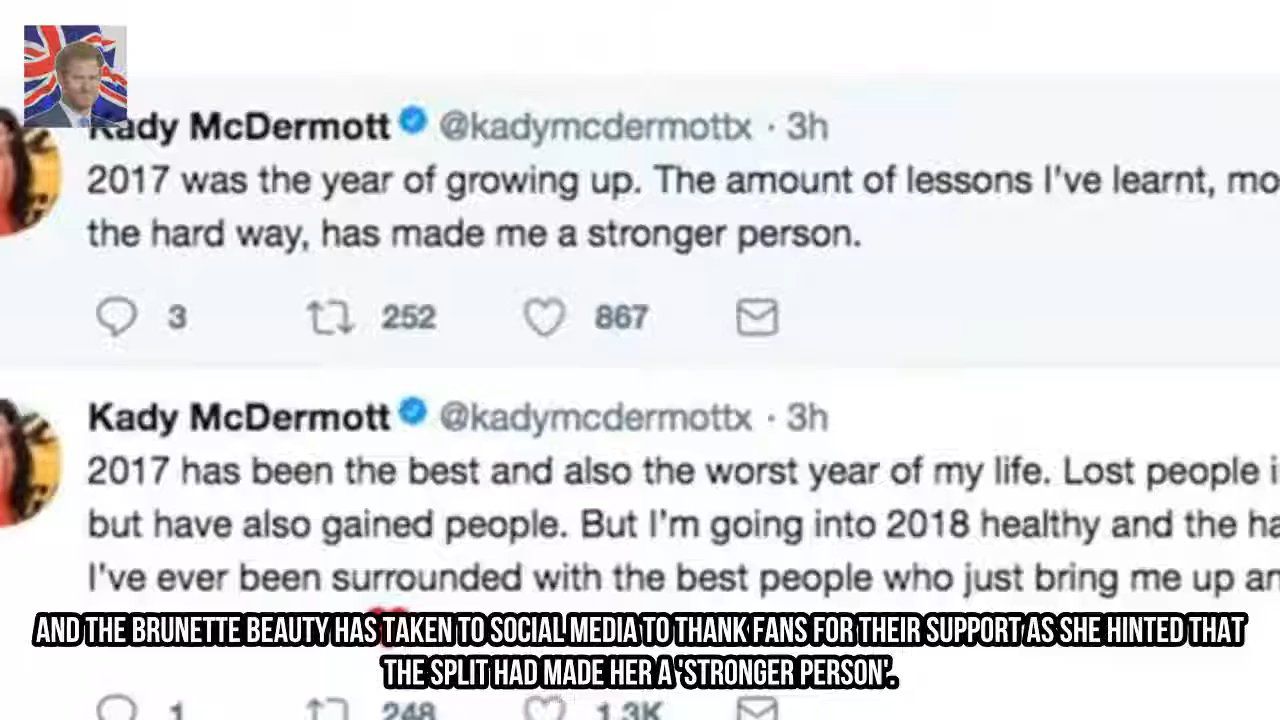 Kady McDermott @kadymcdermottx · 3h
2017 was the year of growing up. The amount of lessons I've learnt, mo
the hard way, has made me a stronger person.
3 252 867
Kady McDermott @kadymcdermottx · 3h
2017 has been the best and also the worst year of my life. Lost people i
but have also gained people. But I'm going into 2018 healthy and the ha
I've ever been surrounded with the best people who just bring me up an
AND THE BRUNETTE BEAUTY HAS TAKEN TO SOCIAL MEDIA TO THANK FANS FOR THEIR SUPPORT AS SHE HINTED THAT
THE SPLIT HAD MADE HER A 'STRONGER PERSON'.
1 248 1.3K